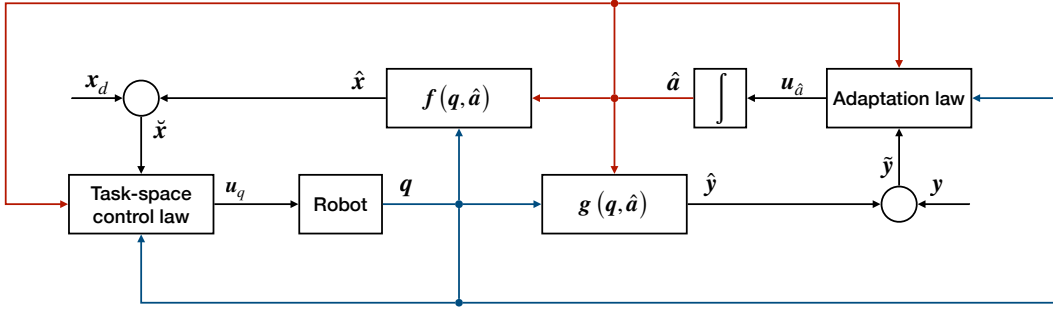 x_d
x̂
f(q, â)
â
∫
u_â
Adaptation law
x̆
ỹ
Task-space
control law
u_q
Robot
q
g(q, â)
ŷ
y